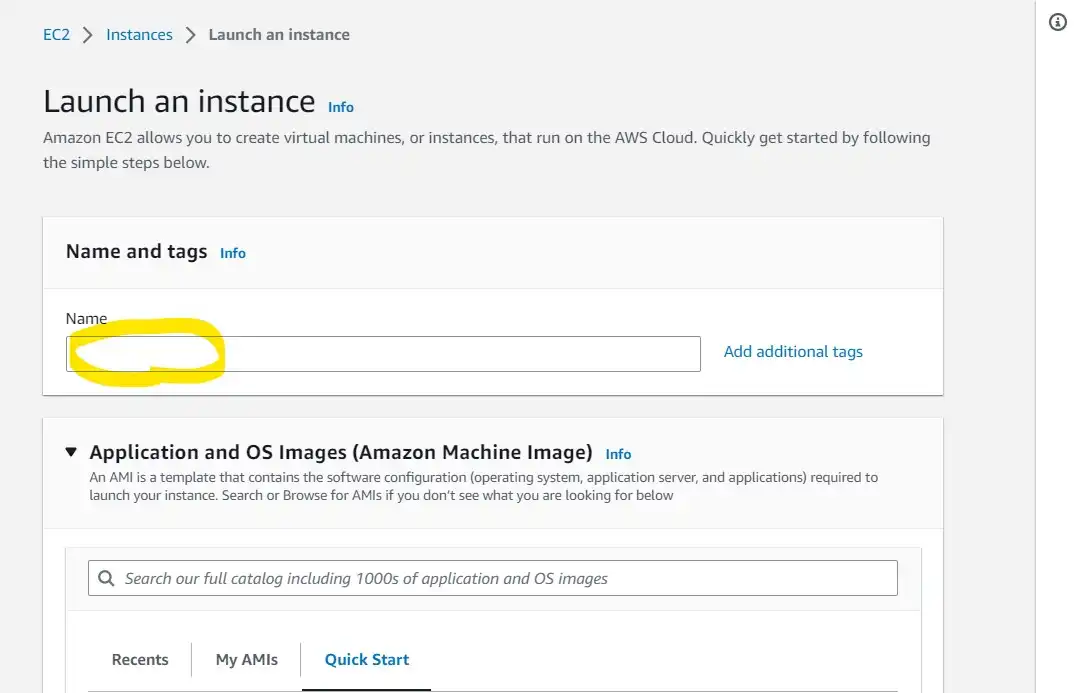 EC2 > Instances > Launch an instance
Launch an instance Info
Amazon EC2 allows you to create virtual machines, or instances, that run on the AWS Cloud. Quickly get started by following
the simple steps below.
Name and tags Info
Name
Add additional tags
Application and OS Images (Amazon Machine Image) Info
An AMI is a template that contains the software configuration (operating system, application server, and applications) required to
launch your instance. Search or Browse for AMIs if you don't see what you are looking for below
Search our full catalog including 1000s of application and OS images
Recents My AMIs Quick Start